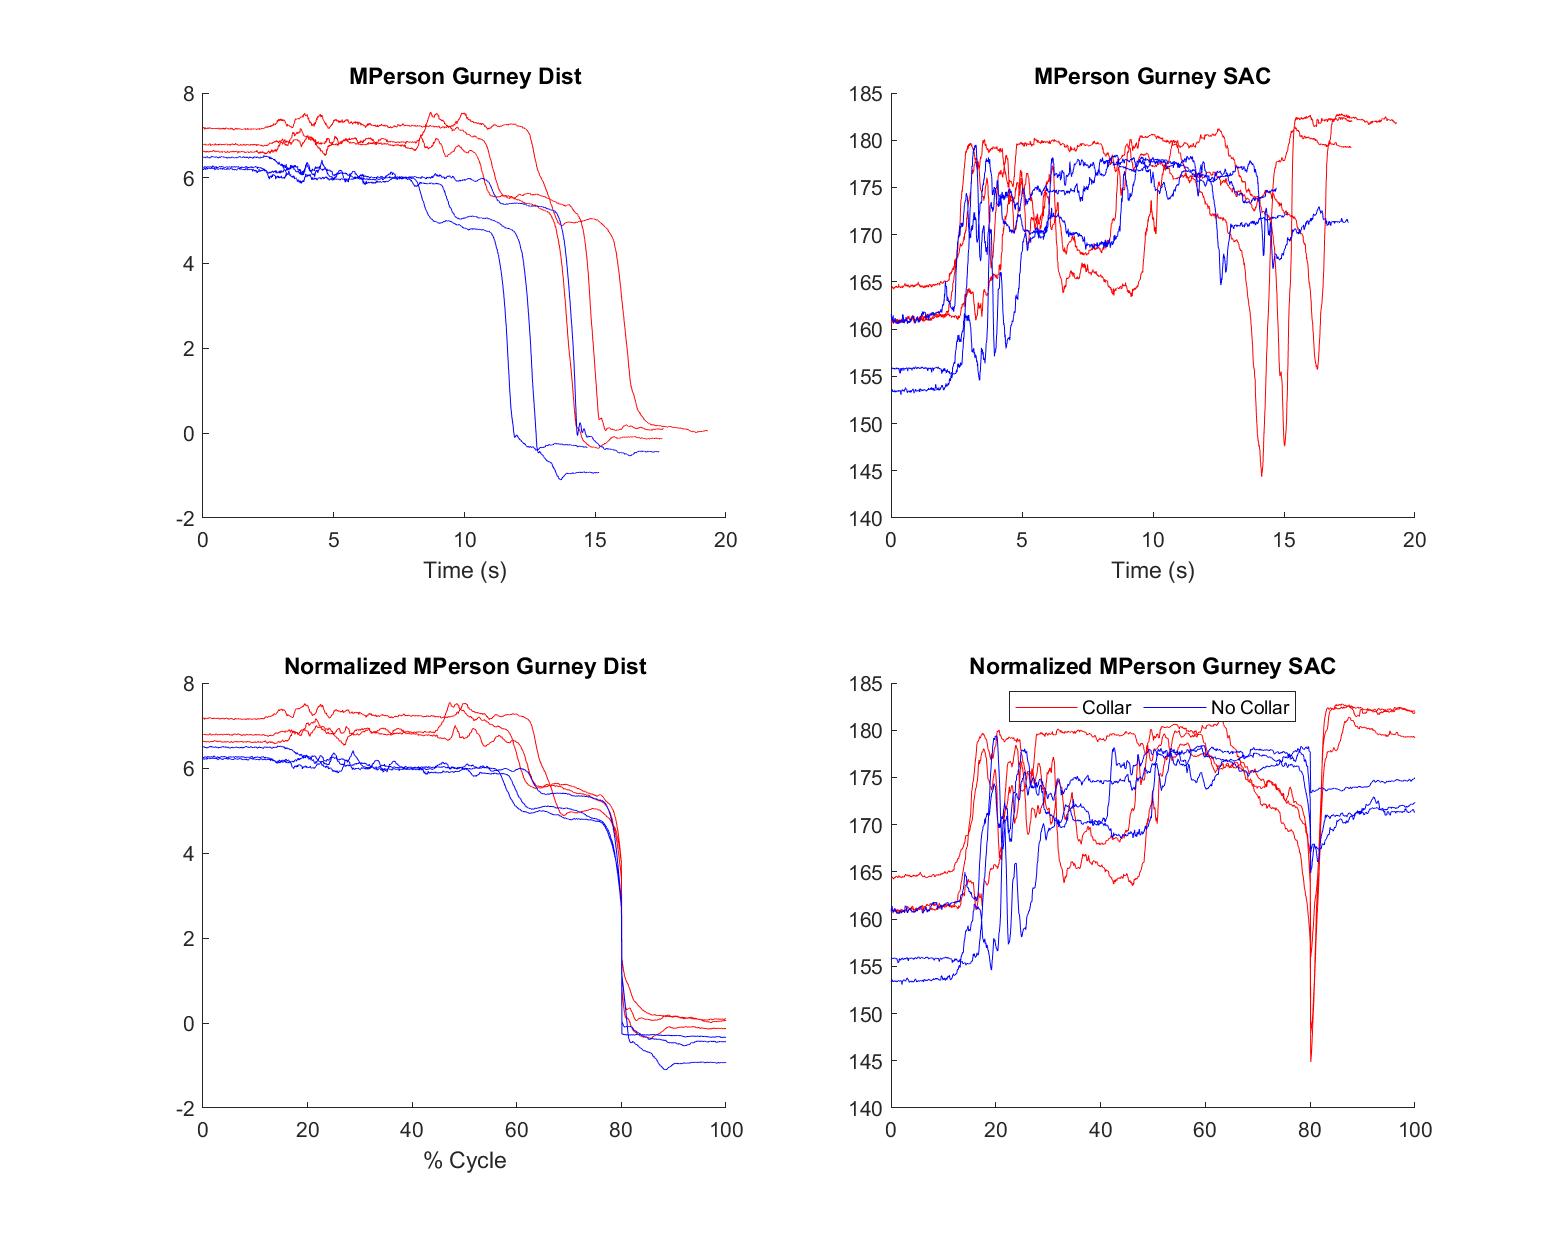 MPerson Gurney Dist
8
6
4
2
0
-2
0 5 10 15 20
Time (s)
MPerson Gurney SAC
185
180
175
170
165
160
155
150
145
140
0 5 10 15 20
Time (s)
Normalized MPerson Gurney Dist
8
6
4
2
0
-2
0 20 40 60 80 100
% Cycle
Normalized MPerson Gurney SAC
Collar No Collar
185
180
175
170
165
160
155
150
145
140
0 20 40 60 80 100